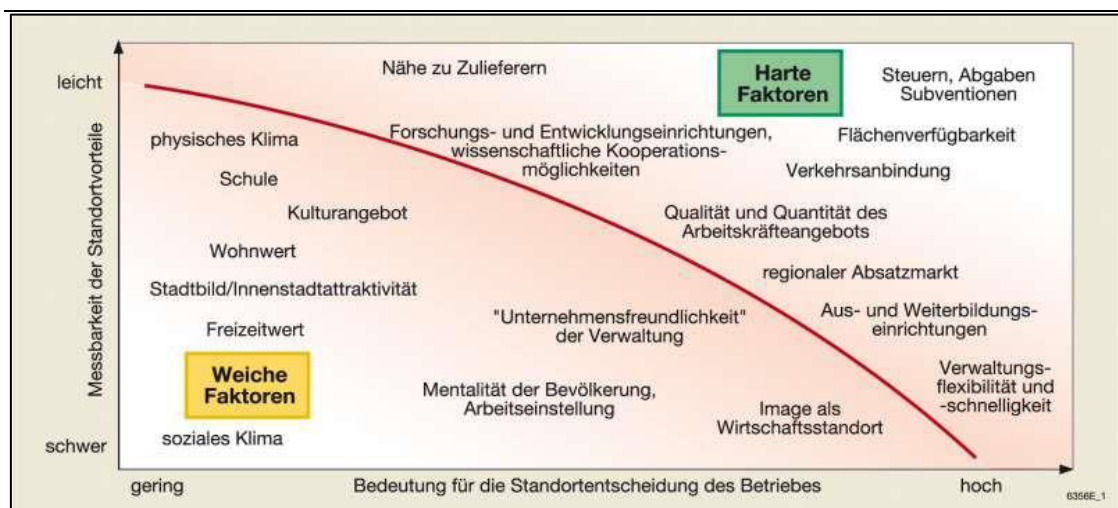 leicht
Nähe zu Zulieferern
Harte
Faktoren
Steuern, Abgaben
Subventionen
physisches Klima
Forschungs- und Entwicklungseinrichtungen,
wissenschaftliche Kooperations-
möglichkeiten
Flächenverfügbarkeit
Schule
Verkehrsanbindung
Kulturangebot
Qualität und Quantität des
Arbeitskräfteangebots
Wohnwert
regionaler Absatzmarkt
Stadtbild/Innenstadtattraktivität
"Unternehmensfreundlichkeit"
der Verwaltung
Aus- und Weiterbildungs-
einrichtungen
Freizeitwert
Weiche
Faktoren
Mentalität der Bevölkerung,
Arbeitseinstellung
Image als
Wirtschaftsstandort
Verwaltungs-
flexibilität und
-schnelligkeit
soziales Klima
schwer
Messbarkeit der Standortvorteile
gering
Bedeutung für die Standortentscheidung des Betriebes
hoch
6356E_1